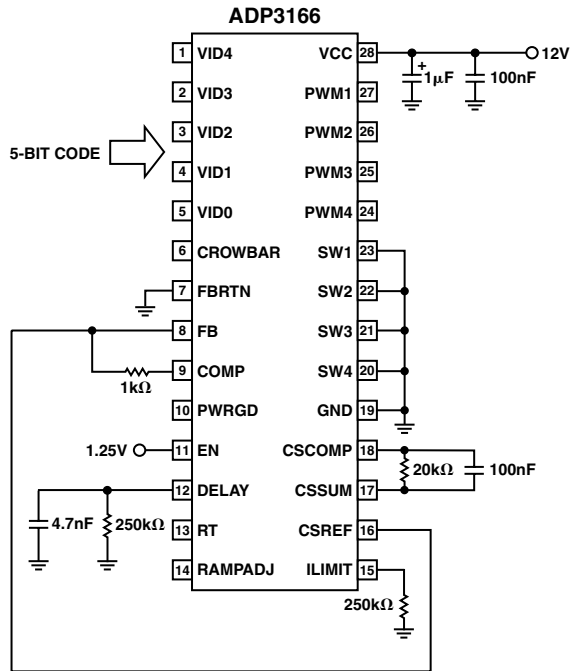 ADP3166
1 VID4 VCC 28 12V
+ 1µF 100nF
2 VID3 PWM1 27
3 VID2 PWM2 26
5-BIT CODE
4 VID1 PWM3 25
5 VID0 PWM4 24
6 CROWBAR SW1 23
7 FBRTN SW2 22
8 FB SW3 21
9 COMP SW4 20
1kΩ
10 PWRGD GND 19
1.25V 11 EN CSCOMP 18
20kΩ 100nF
12 DELAY CSSUM 17
4.7nF 250kΩ
13 RT CSREF 16
14 RAMPADJ ILIMIT 15
250kΩ